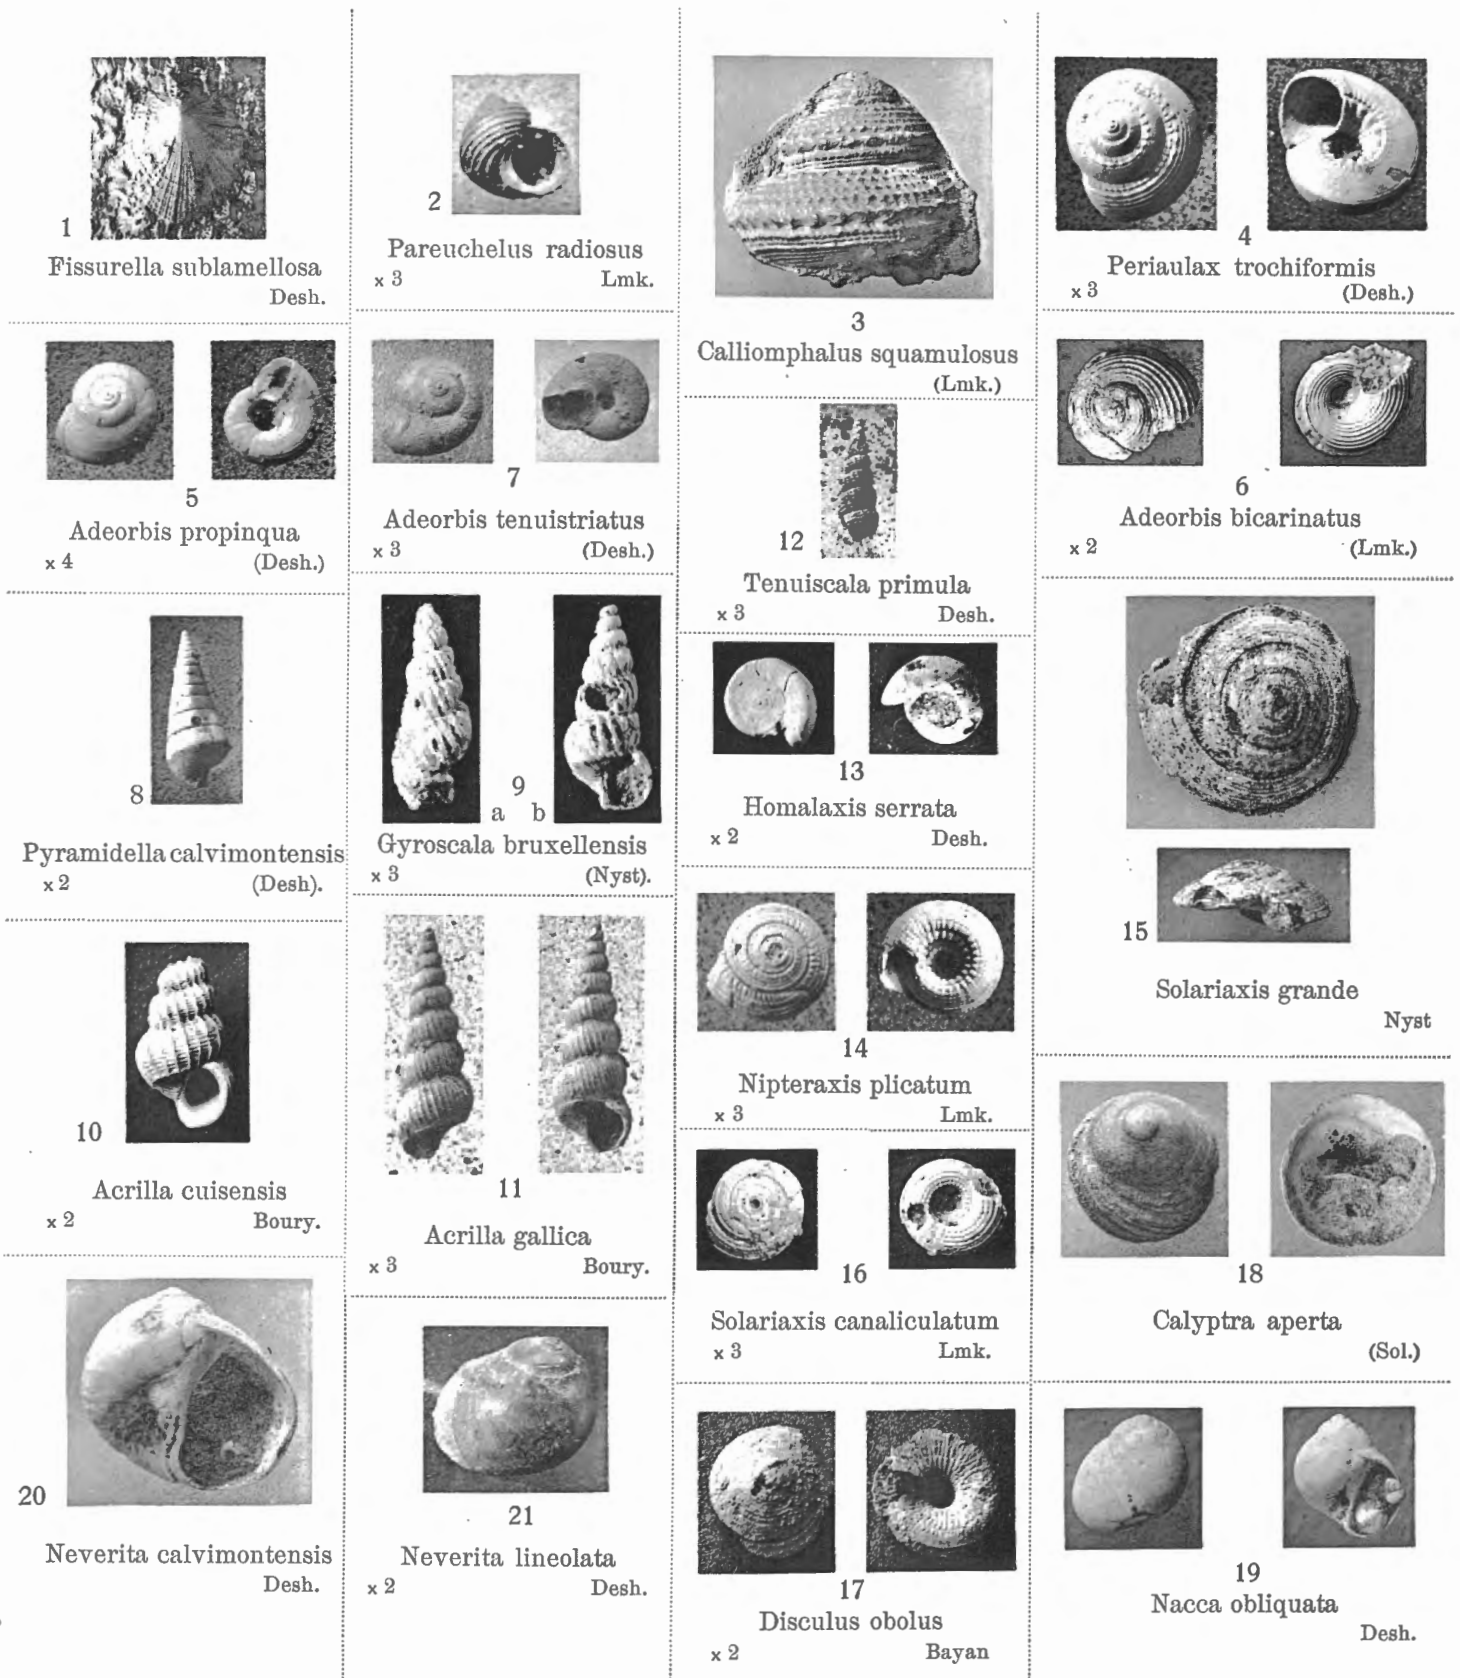 1
Fissurella sublamellosa
Desh.
2
Pareuchelus radiosus
x 3 Lmk.
3
Calliomphalus squamulosus
(Lmk.)
4
Periaulax trochiformis
x 3 (Desh.)
5
Adeorbis propinqua
x 4 (Desh.)
7
Adeorbis tenuistriatus
x 3 (Desh.)
12
Tenuiscala primula
x 3 Desh.
6
Adeorbis bicarinatus
x 2 (Lmk.)
8
Pyramidella calvimontensis
x 2 (Desh).
9
a b
Gyroscala bruxellensis
x 3 (Nyst).
13
Homalaxis serrata
x 2 Desh.
15
Solariaxis grande
Nyst
10
Acrilla cuisensis
x 2 Boury.
11
Acrilla gallica
x 3 Boury.
14
Nipteraxis plicatum
x 3 Lmk.
16
Solariaxis canaliculatum
x 3 Lmk.
18
Calyptra aperta
(Sol.)
20
Neverita calvimontensis
Desh.
21
Neverita lineolata
x 2 Desh.
17
Disculus obolus
x 2 Bayan
19
Nacca obliquata
Desh.